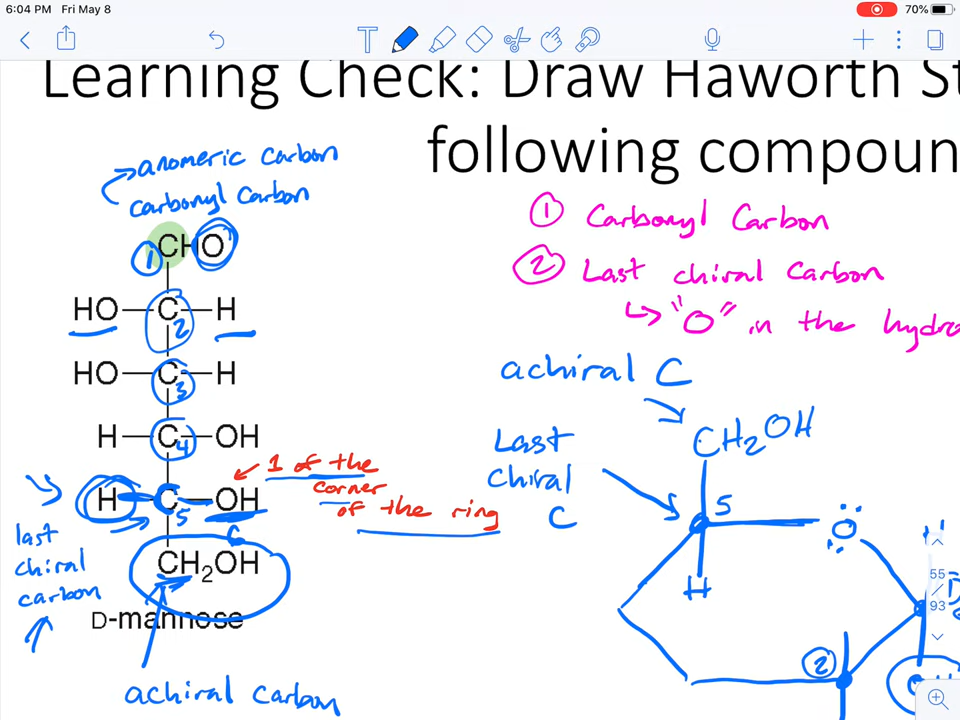 6:04 PM Fri May 8
70%
Learning Check: Draw Haworth St
following compoun
anomeric Carbon
Carbonyl Carbon
1 CHO
HO—C—H
2
HO—C—H
3
H—C—OH
4
H—C—OH
5
6
CH2OH
D-mannose
last
chiral
carbon
achiral carbon
1 of the
corner
of the ring
① Carbonyl Carbon
② Last chiral Carbon
↳ "O" in the hydro
achiral C
Last
Chiral
C
CH2OH
5
O
H
②
55
/
93